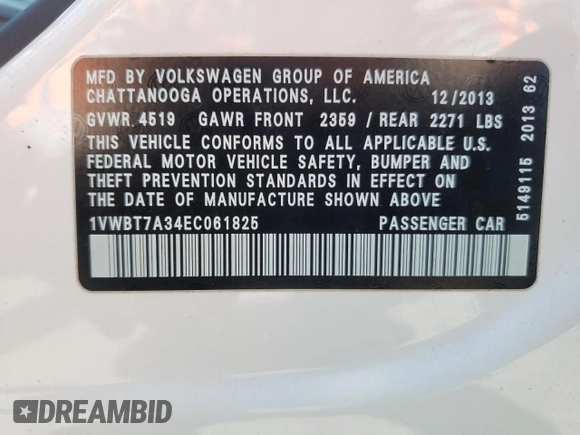 MFD BY VOLKSWAGEN GROUP OF AMERICA
CHATTANOOGA OPERATIONS, LLC. 12/2013
GVWR. 4519 GAWR FRONT 2359 / REAR 2271 LBS
THIS VEHICLE CONFORMS TO ALL APPLICABLE U.S.
FEDERAL MOTOR VEHICLE SAFETY, BUMPER AND
THEFT PREVENTION STANDARDS IN EFFECT ON
THE DATE OF MANUFACTURE SHOWN ABOVE
1VWBT7A34EC061825 PASSENGER CAR
5149115 2013 62
DREAMBID